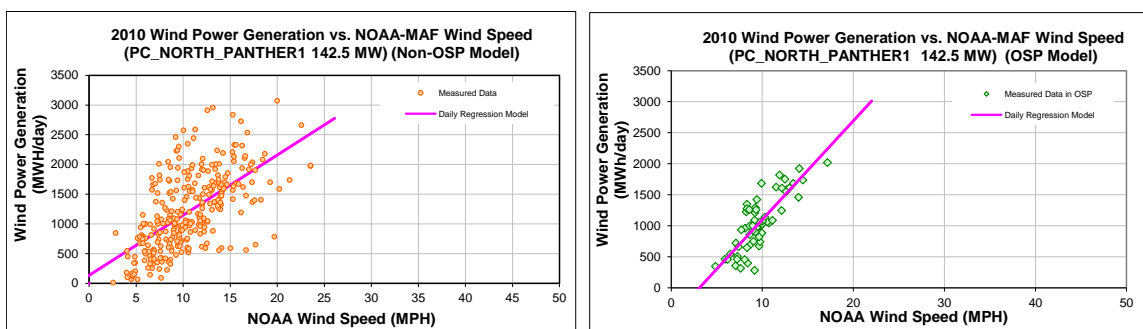 2010 Wind Power Generation vs. NOAA-MAF Wind Speed
(PC_NORTH_PANTHER1 142.5 MW) (Non-OSP Model)
Wind Power Generation
(MWH/day)
3500
3000
2500
2000
1500
1000
500
0
Measured Data
Daily Regression Model
0 5 10 15 20 25 30 35 40 45 50
NOAA Wind Speed (MPH)
2010 Wind Power Generation vs. NOAA-MAF Wind Speed
(PC_NORTH_PANTHER1 142.5 MW) (OSP Model)
Wind Power Generation
(MWh/day)
3500
3000
2500
2000
1500
1000
500
0
Measured Data in OSP
Daily Regression Model
0 10 20 30 40 50
NOAA Wind Speed (MPH)